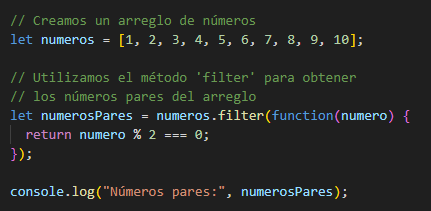 // Creamos un arreglo de números
let numeros = [1, 2, 3, 4, 5, 6, 7, 8, 9, 10];
// Utilizamos el método 'filter' para obtener
// los números pares del arreglo
let numerosPares = numeros.filter(function(numero) {
  return numero % 2 === 0;
});
console.log("Números pares:", numerosPares);